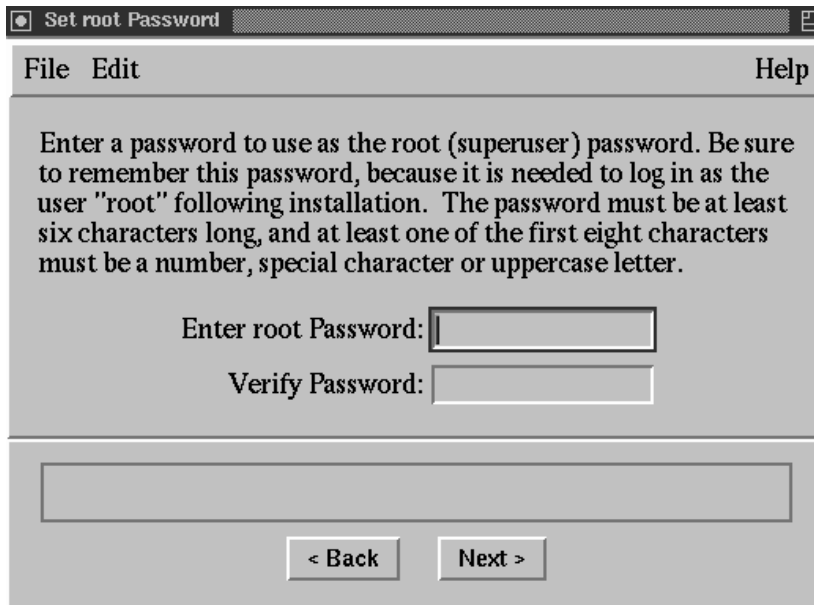 Set root Password
File Edit Help
Enter a password to use as the root (superuser) password. Be sure
to remember this password, because it is needed to log in as the
user "root" following installation.  The password must be at least
six characters long, and at least one of the first eight characters
must be a number, special character or uppercase letter.
Enter root Password:
Verify Password:
< Back Next >